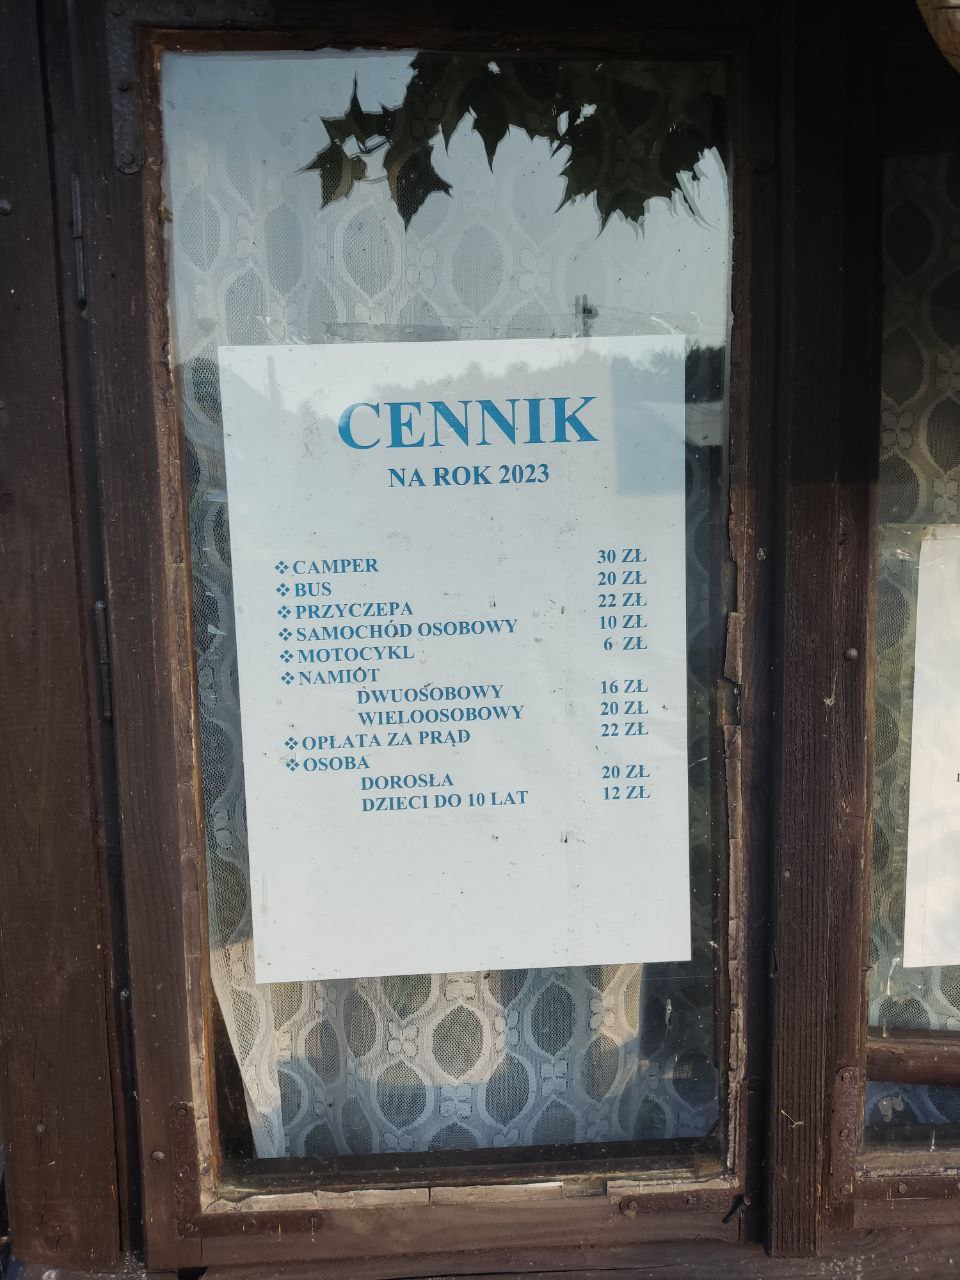 CENNIK
NA ROK 2023
❖ CAMPER 30 ZŁ
❖ BUS 20 ZŁ
❖ PRZYCZEPA 22 ZŁ
❖ SAMOCHÓD OSOBOWY 10 ZŁ
❖ MOTOCYKL 6 ZŁ
❖ NAMIOT
DWUOSOBOWY 16 ZŁ
WIELOOSOBOWY 20 ZŁ
❖ OPŁATA ZA PRĄD 22 ZŁ
❖ OSOBA
DOROSŁA 20 ZŁ
DZIECI DO 10 LAT 12 ZŁ